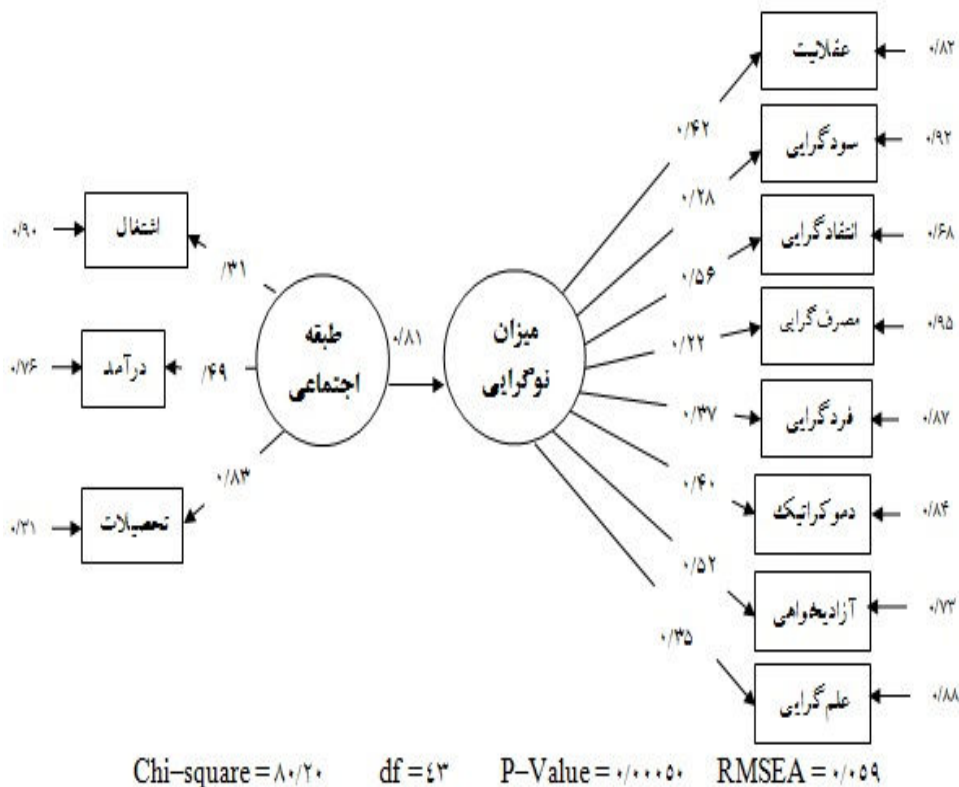 عقلانیت
۰/۸۲
۰/۴۲
سودگرایی
۰/۹۲
۰/۲۸
انتقادگرایی
۰/۶۸
۰/۵۶
مصرف‌گرایی
۰/۹۵
۰/۲۲
فردگرایی
۰/۸۷
۰/۳۷
دموکراتیک
۰/۸۴
۰/۴۰
آزادیخواهی
۰/۷۳
۰/۵۲
علم‌گرایی
۰/۸۸
۰/۳۵
میزان
نوگرایی
۰/۸۱
طبقه
اجتماعی
اشتغال
۰/۹۰
/۳۱
درآمد
۰/۷۶
/۴۹
تحصیلات
۰/۳۱
۰/۸۳
Chi-square = ۸۰/۲۰ df = ٤۳ P-Value = ۰/۰۰۰۵۰ RMSEA = ۰/۰۵۹